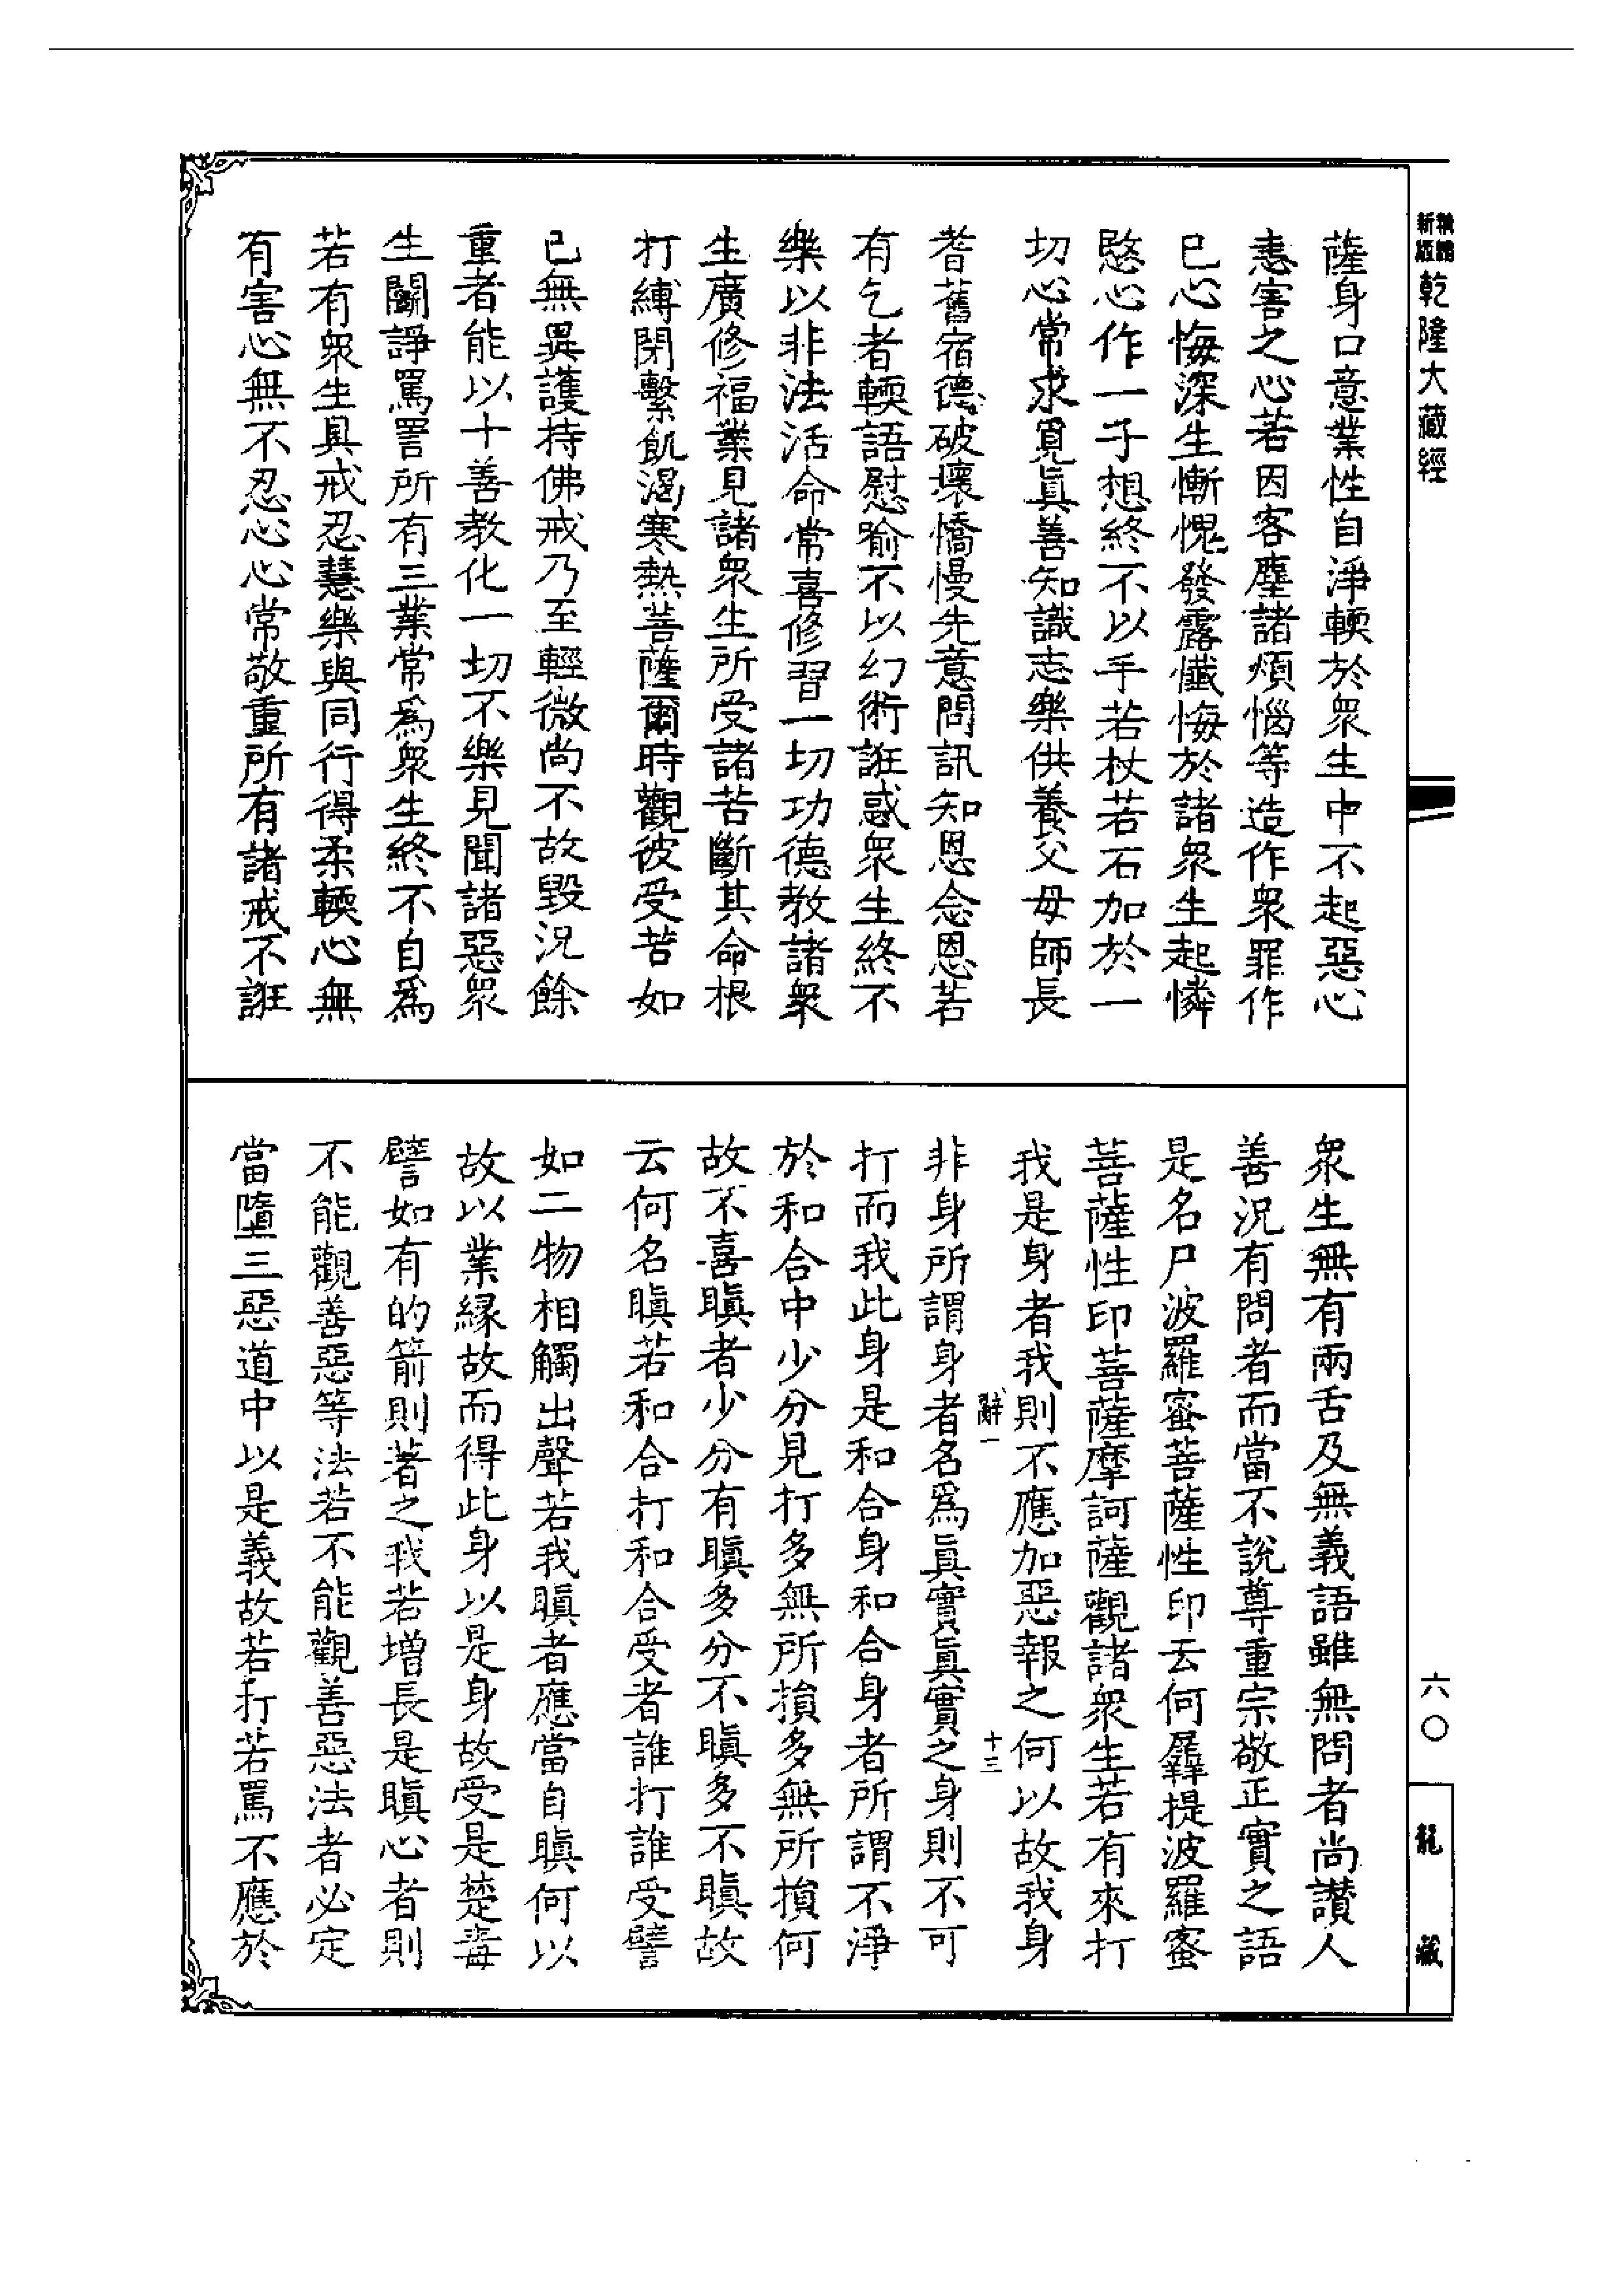 新版精縮乾隆大藏經
薩身口意業性自淨輭於眾生中不起惡心
恚害之心若因客塵諸煩惱等造作眾罪作
已心悔深生慚愧發露懺悔於諸眾生起憐
愍心作一子想終不以手若杖若石加於一
切心常求覓眞善知識志樂供養父母師長
耆舊宿德破壞憍慢先意問訊知恩念恩若
有乞者輭語慰喻不以幻術誑惑眾生終不
樂以非法活命常喜修習一切功德教諸眾
生廣修福業見諸眾生所受諸苦斷其命根
打縛閉繫飢渴寒熱菩薩爾時觀彼受苦如
已無異護持佛戒乃至輕微尚不故毀況餘
重者能以十善教化一切不樂見聞諸惡眾
生鬬諍罵詈所有三業常爲眾生終不自爲
若有眾生具戒忍慧樂與同行得柔輭心無
有害心無不忍心心常敬重所有諸戒不誑
眾生無有兩舌及無義語雖無問者尚讚人
善況有問者而當不說尊重宗敬正實之語
是名尸波羅蜜菩薩性印云何羼提波羅蜜
菩薩性印菩薩摩訶薩觀諸眾生若有來打
我是身者我則不應加惡報之何以故我身
辭一 十三
非身所謂身者名爲眞實眞實之身則不可
打而我此身是和合身和合身者所謂不淨
於和合中少分見打多無所損多無所損何
故不喜瞋者少分有瞋多分不瞋多不瞋故
云何名瞋若和合打和合受者誰打誰受譬
如二物相觸出聲若我瞋者應當自瞋何以
故以業緣故而得此身以是身故受是楚毒
譬如有的箭則著之我若增長是瞋心者則
不能觀善惡等法若不能觀善惡法者必定
當墮三惡道中以是義故若打若罵不應於
六〇
龍藏